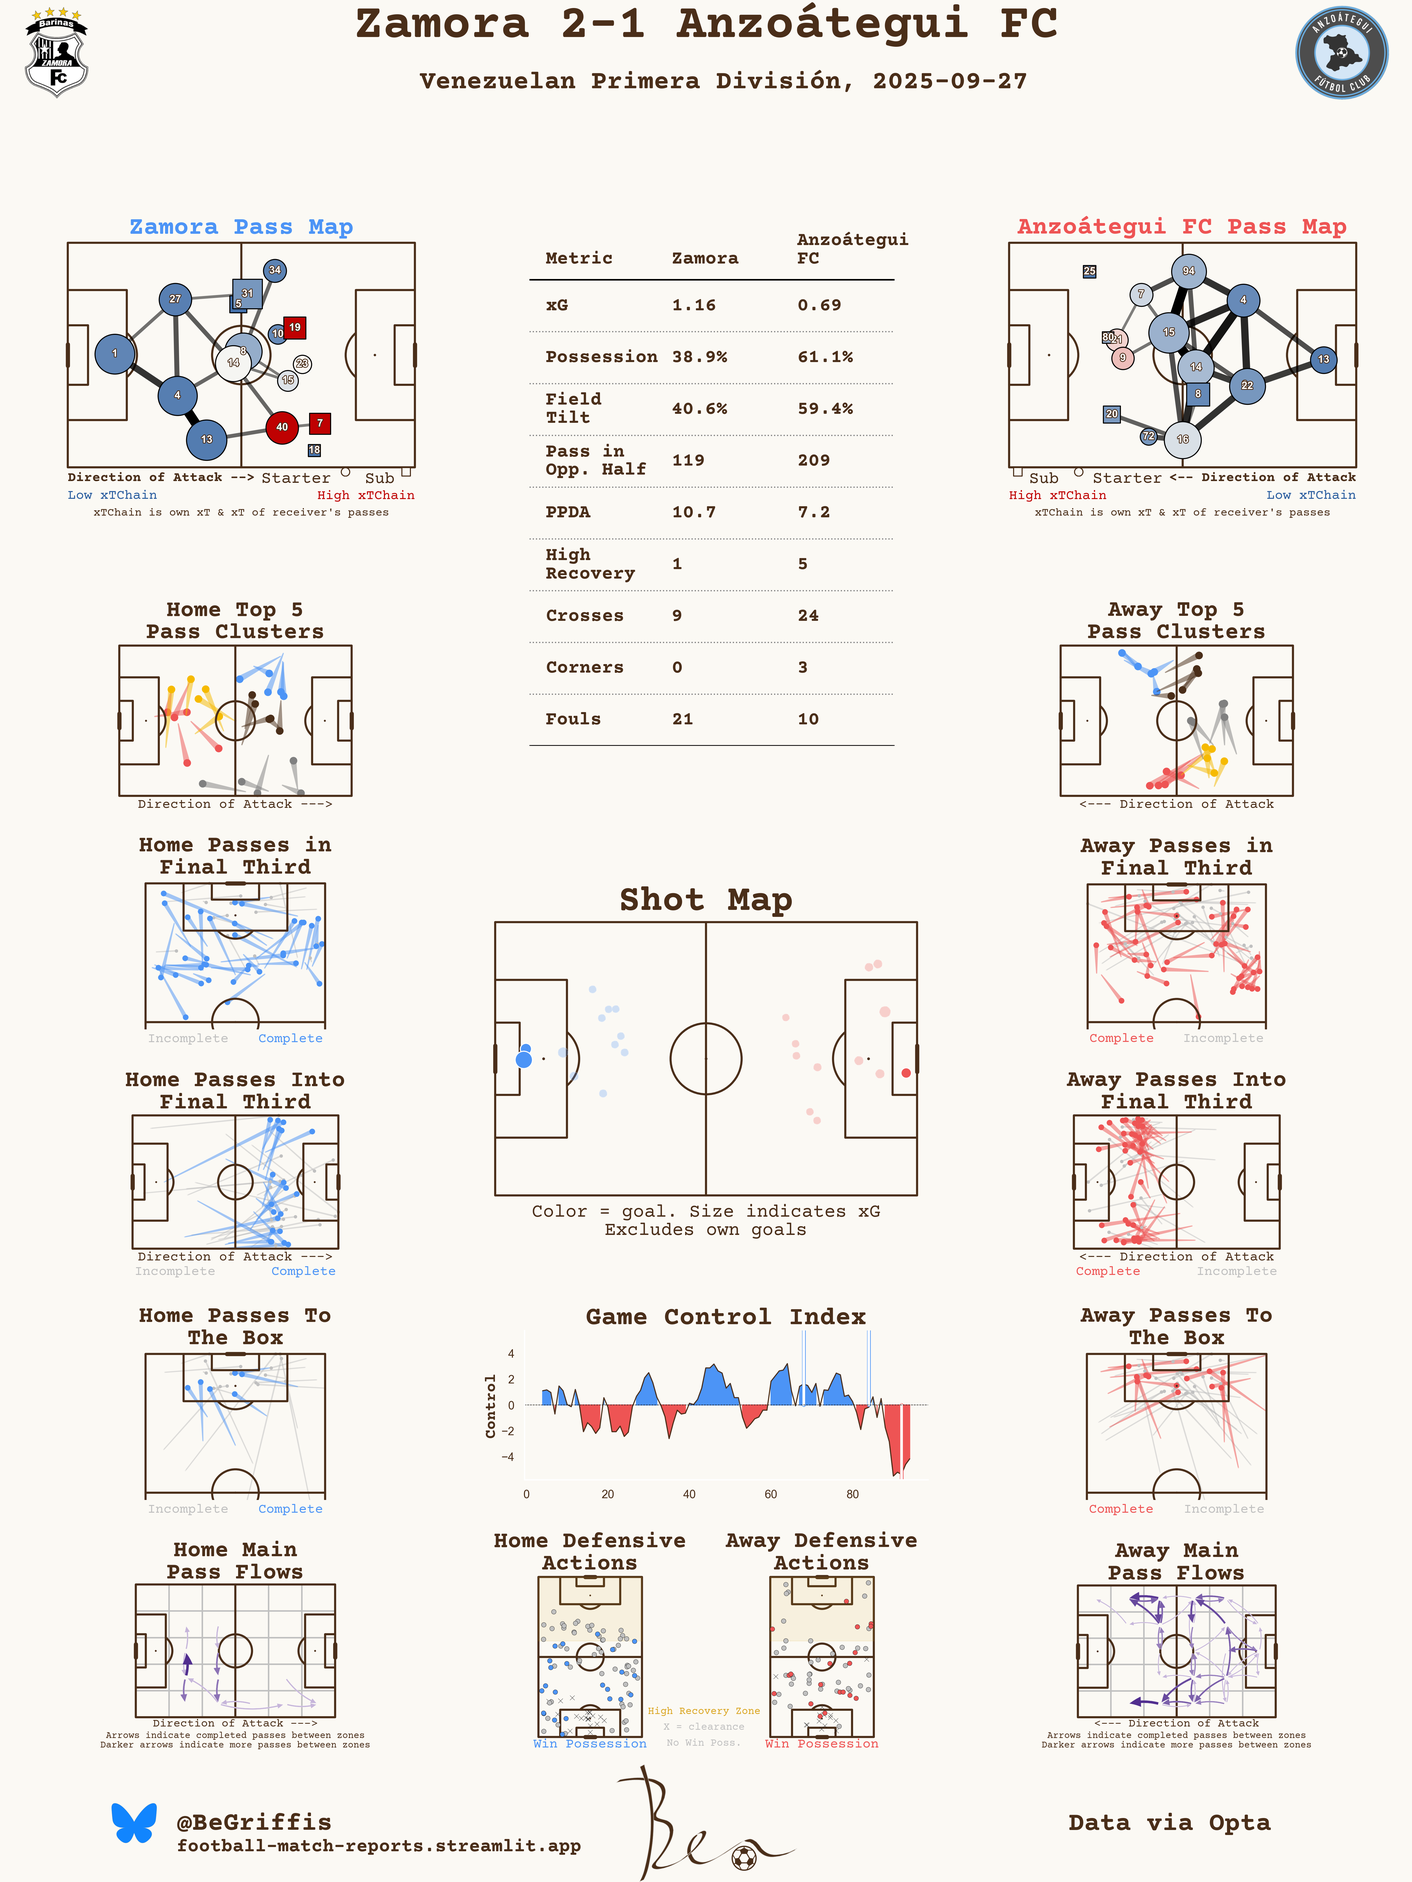 Zamora 2-1 Anzoátegui FC
Venezuelan Primera División, 2025-09-27
Barinas
ZAMORA
FC
ANZOÁTEGUI
FÚTBOL CLUB
Zamora Pass Map
34
31
5
27
10
19
1
8
14
23
15
4
13
40
7
18
Direction of Attack --> Starter Sub
Low xTChain High xTChain
xTChain is own xT & xT of receiver's passes
Metric Zamora Anzoátegui FC
xG 1.16 0.69
Possession 38.9% 61.1%
Field Tilt 40.6% 59.4%
Pass in Opp. Half 119 209
PPDA 10.7 7.2
High Recovery 1 5
Crosses 9 24
Corners 0 3
Fouls 21 10
Anzoátegui FC Pass Map
25
94
7
4
15
80
21
9
13
14
22
8
20
72
16
Sub Starter <-- Direction of Attack
High xTChain Low xTChain
xTChain is own xT & xT of receiver's passes
Home Top 5
Pass Clusters
Direction of Attack --->
Away Top 5
Pass Clusters
<--- Direction of Attack
Home Passes in
Final Third
Incomplete Complete
Away Passes in
Final Third
Complete Incomplete
Shot Map
Color = goal. Size indicates xG
Excludes own goals
Home Passes Into
Final Third
Direction of Attack --->
Incomplete Complete
Away Passes Into
Final Third
<--- Direction of Attack
Complete Incomplete
Home Passes To
The Box
Incomplete Complete
Game Control Index
Control
4
2
0
−2
−4
0 20 40 60 80
Away Passes To
The Box
Complete Incomplete
Home Main
Pass Flows
Direction of Attack --->
Arrows indicate completed passes between zones
Darker arrows indicate more passes between zones
Home Defensive
Actions
Win Possession
High Recovery Zone
X = clearance
No Win Poss.
Away Defensive
Actions
Win Possession
Away Main
Pass Flows
<--- Direction of Attack
Arrows indicate completed passes between zones
Darker arrows indicate more passes between zones
@BeGriffis
football-match-reports.streamlit.app
Ben
Data via Opta